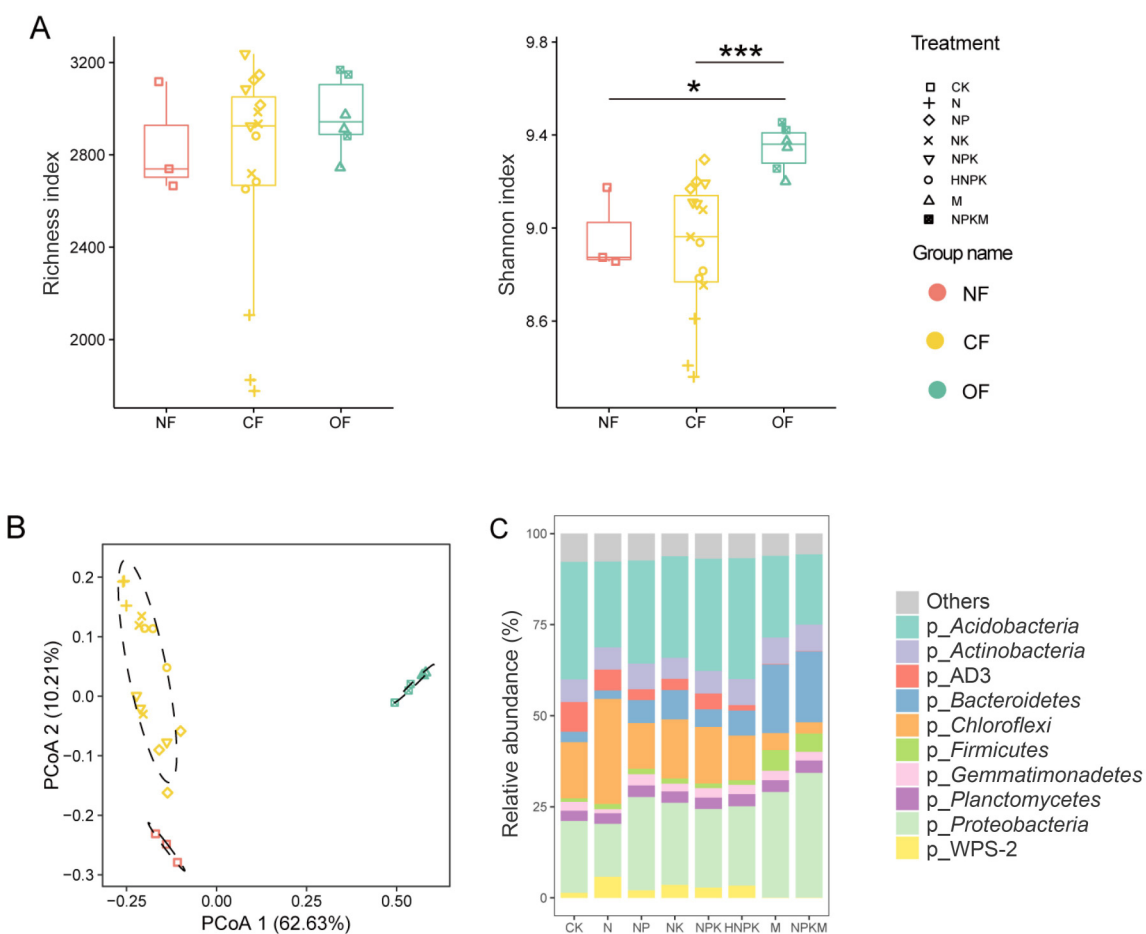 A
Richness index
3200
2800
2400
2000
NF
CF
OF
Shannon index
9.8
9.4
9.0
8.6
*
***
NF
CF
OF
Treatment
CK
N
NP
NK
NPK
HNPK
M
NPKM
Group name
NF
CF
OF
B
PCoA 2 (10.21%)
0.2
0.1
0.0
−0.1
−0.2
−0.3
−0.25
0.00
0.25
0.50
PCoA 1 (62.63%)
C
Relative abundance (%)
100
75
50
25
0
CK
N
NP
NK
NPK
HNPK
M
NPKM
Others
p_Acidobacteria
p_Actinobacteria
p_AD3
p_Bacteroidetes
p_Chloroflexi
p_Firmicutes
p_Gemmatimonadetes
p_Planctomycetes
p_Proteobacteria
p_WPS-2